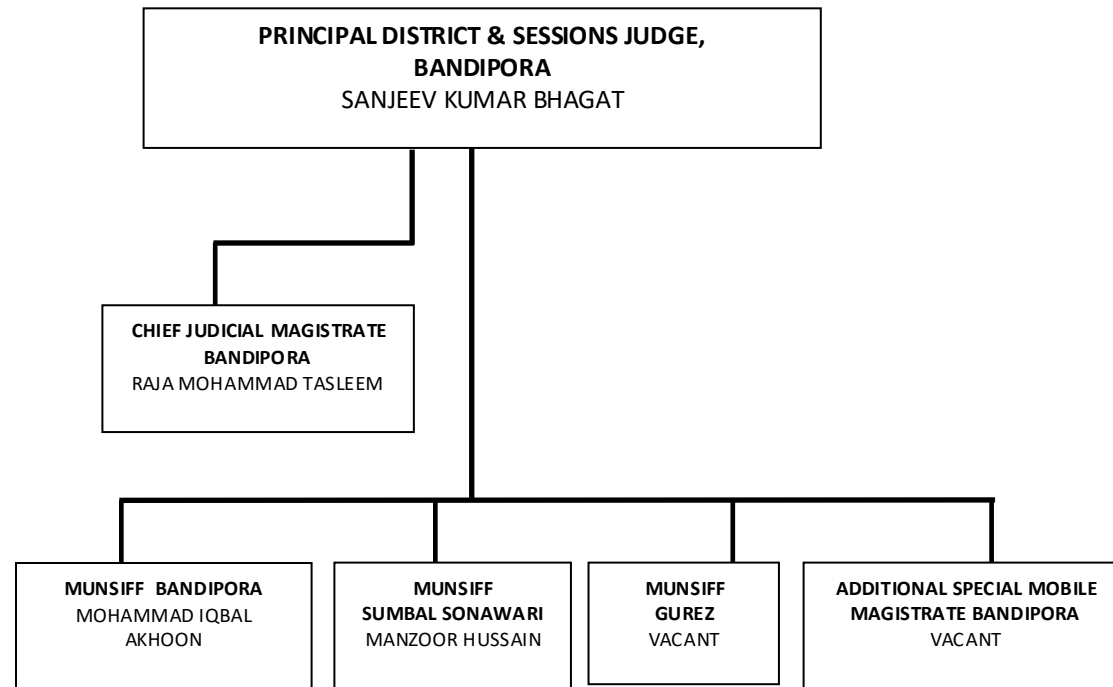 PRINCIPAL DISTRICT & SESSIONS JUDGE,
BANDIPORA
SANJEEV KUMAR BHAGAT
CHIEF JUDICIAL MAGISTRATE
BANDIPORA
RAJA MOHAMMAD TASLEEM
MUNSIFF BANDIPORA
MOHAMMAD IQBAL
AKHOON
MUNSIFF
SUMBAL SONAWARI
MANZOOR HUSSAIN
MUNSIFF
GUREZ
VACANT
ADDITIONAL SPECIAL MOBILE
MAGISTRATE BANDIPORA
VACANT